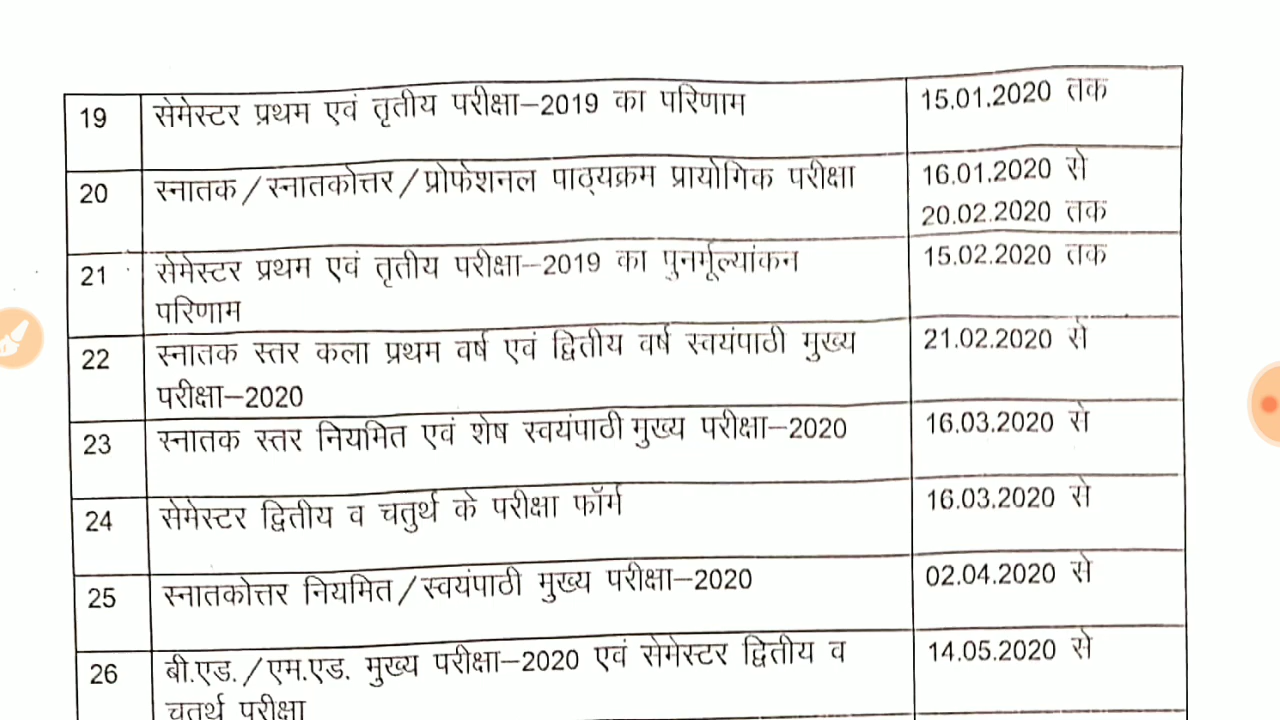 19 सेमेस्टर प्रथम एवं तृतीय परीक्षा–2019 का परिणाम 15.01.2020 तक
20 स्नातक/स्नातकोत्तर/प्रोफेशनल पाठ्यक्रम प्रायोगिक परीक्षा 16.01.2020 से
20.02.2020 तक
21 सेमेस्टर प्रथम एवं तृतीय परीक्षा–2019 का पुनर्मूल्यांकन 15.02.2020 तक
परिणाम
22 स्नातक स्तर कला प्रथम वर्ष एवं द्वितीय वर्ष स्वयंपाठी मुख्य 21.02.2020 से
परीक्षा–2020
23 स्नातक स्तर नियमित एवं शेष स्वयंपाठी मुख्य परीक्षा–2020 16.03.2020 से
24 सेमेस्टर द्वितीय व चतुर्थ के परीक्षा फॉर्म 16.03.2020 से
25 स्नातकोत्तर नियमित/स्वयंपाठी मुख्य परीक्षा–2020 02.04.2020 से
26 बी.एड./एम.एड. मुख्य परीक्षा–2020 एवं सेमेस्टर द्वितीय व 14.05.2020 से
चतुर्थ परीक्षा